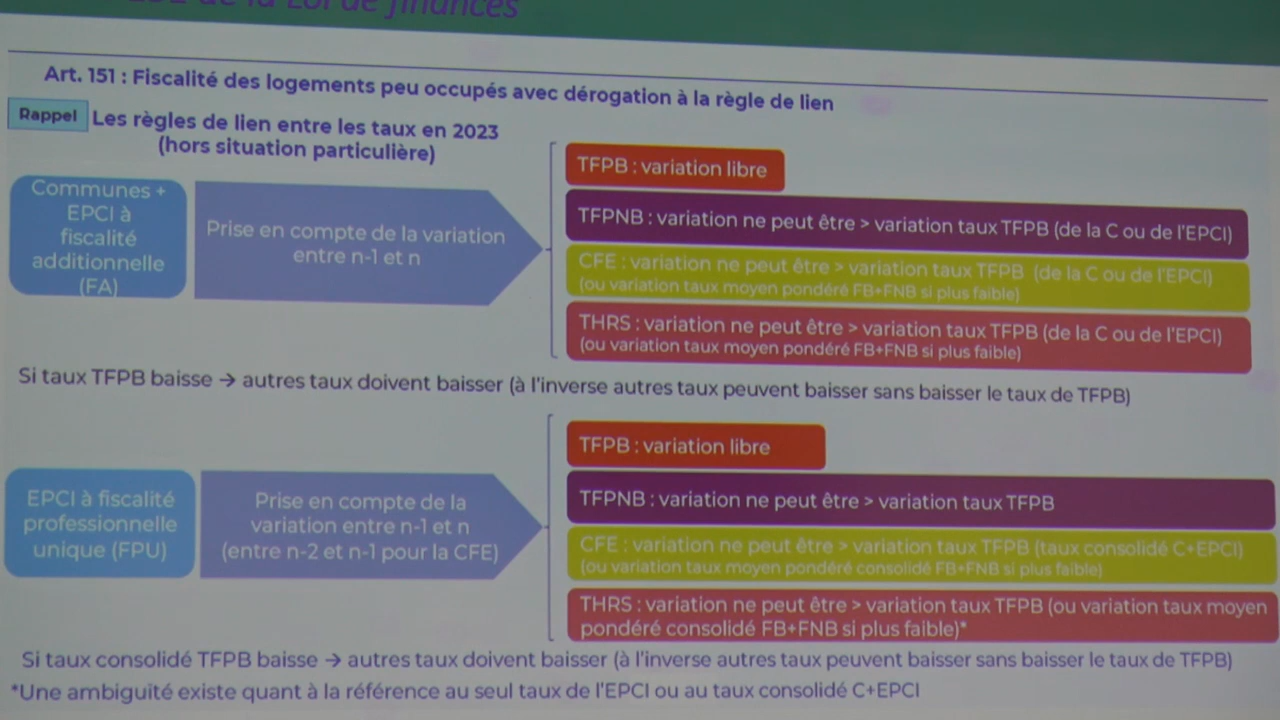 de la Loi de finances
Art. 151 : Fiscalité des logements peu occupés avec dérogation à la règle de lien
Rappel
Les règles de lien entre les taux en 2023
(hors situation particulière)
Communes +
EPCI à
fiscalité
additionnelle
(FA)
Prise en compte de la variation
entre n-1 et n
TFPB : variation libre
TFPNB : variation ne peut être > variation taux TFPB (de la C ou de l'EPCI)
CFE : variation ne peut être > variation taux TFPB (de la C ou de l'EPCI)
(ou variation taux moyen pondéré FB+FNB si plus faible)
THRS : variation ne peut être > variation taux TFPB (de la C ou de l'EPCI)
(ou variation taux moyen pondéré FB+FNB si plus faible)
Si taux TFPB baisse → autres taux doivent baisser (à l'inverse autres taux peuvent baisser sans baisser le taux de TFPB)
EPCI à fiscalité
professionnelle
unique (FPU)
Prise en compte de la
variation entre n-1 et n
(entre n-2 et n-1 pour la CFE)
TFPB : variation libre
TFPNB : variation ne peut être > variation taux TFPB
CFE : variation ne peut être > variation taux TFPB (taux consolidé C+EPCI)
(ou variation taux moyen pondéré consolidé FB+FNB si plus faible)
THRS : variation ne peut être > variation taux TFPB (ou variation taux moyen
pondéré consolidé FB+FNB si plus faible)*
Si taux consolidé TFPB baisse → autres taux doivent baisser (à l'inverse autres taux peuvent baisser sans baisser le taux de TFPB)
*Une ambiguïté existe quant à la référence au seul taux de l'EPCI ou au taux consolidé C+EPCI